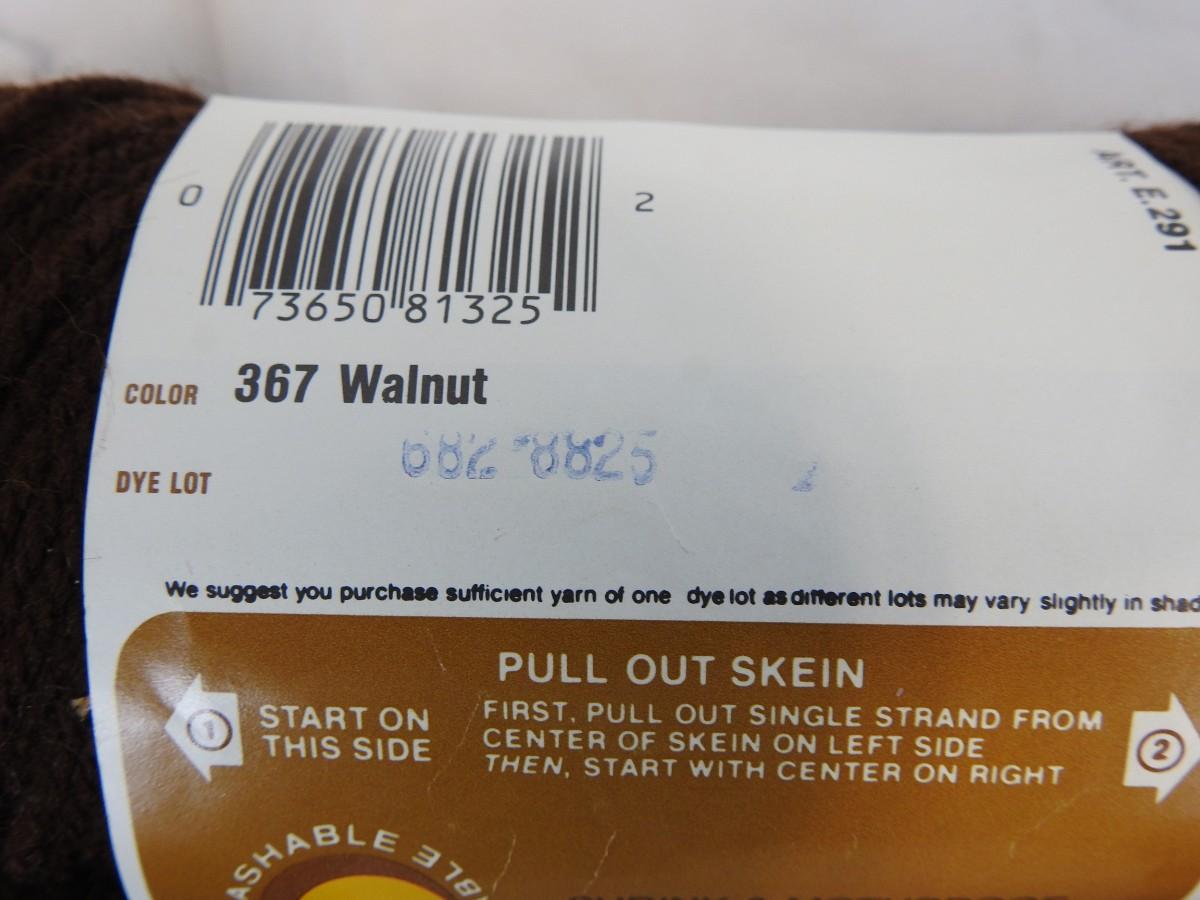 0 73650 81325 2
ART. E.291
COLOR 367 Walnut
DYE LOT
We suggest you purchase sufficient yarn of one dye lot as different lots may vary slightly in shad
PULL OUT SKEIN
1 START ON
THIS SIDE
FIRST, PULL OUT SINGLE STRAND FROM
CENTER OF SKEIN ON LEFT SIDE
THEN, START WITH CENTER ON RIGHT
2
ASHABLE